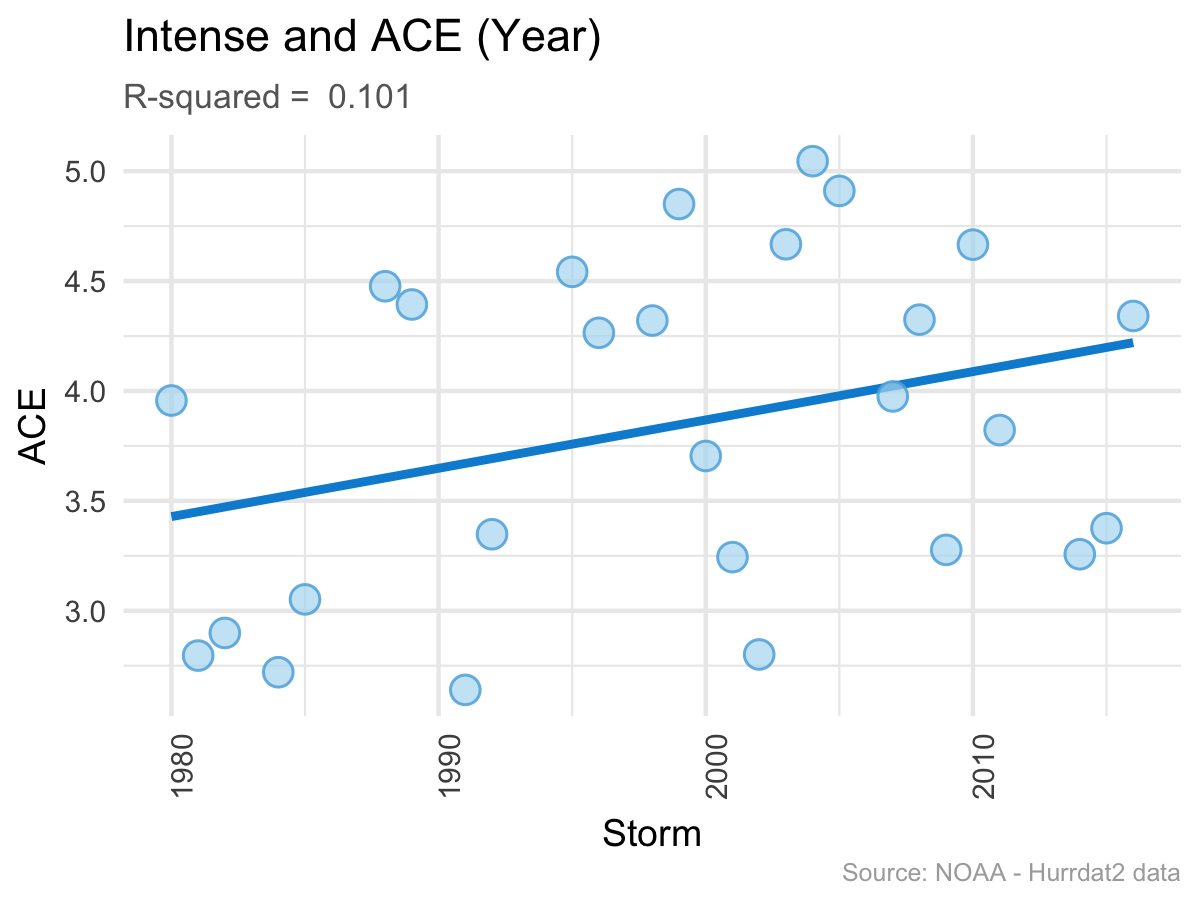 Intense and ACE (Year)
R-squared =  0.101
ACE
5.0
4.5
4.0
3.5
3.0
1980
1990
2000
2010
Storm
Source: NOAA - Hurrdat2 data